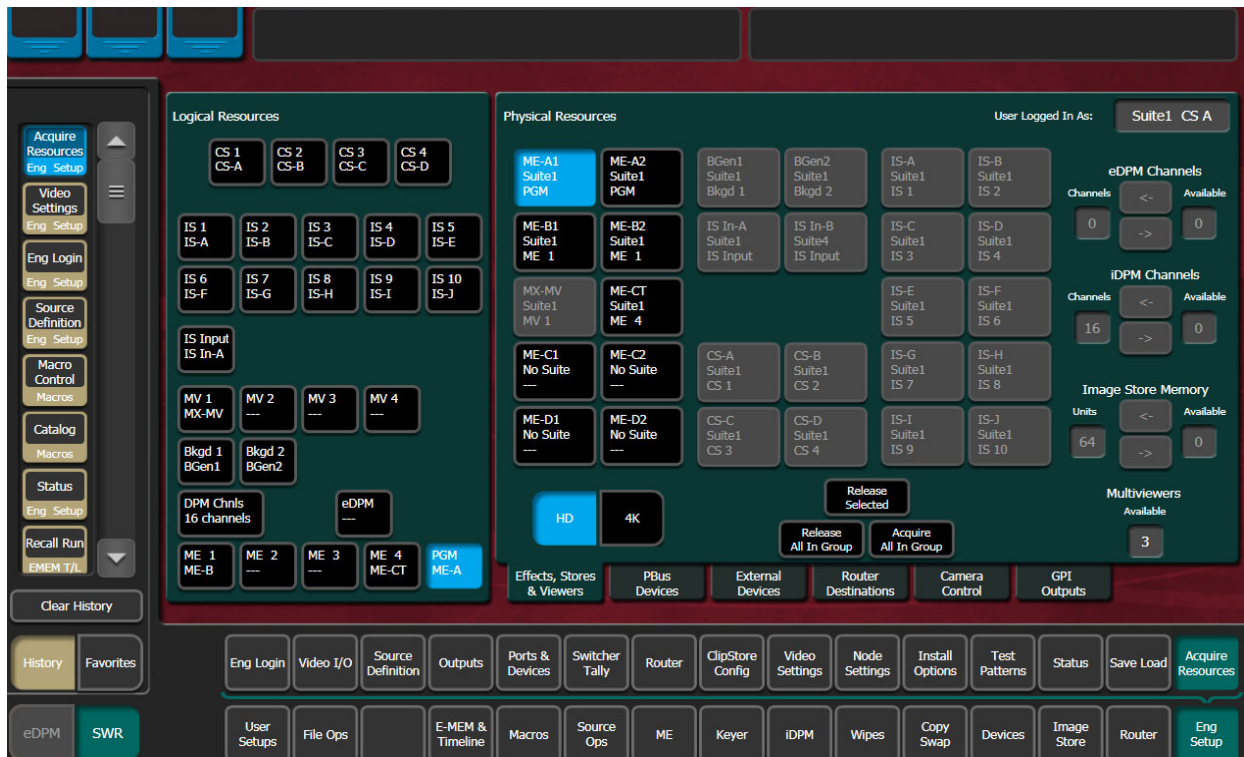 Acquire
Resources
Eng Setup
Video
Settings
Eng Setup
Eng Login
Eng Setup
Source
Definition
Eng Setup
Macro
Control
Macros
Catalog
Macros
Status
Eng Setup
Recall Run
EMEM T/L
Clear History
History
Favorites
eDPM
SWR
Logical Resources
CS 1
CS-A
CS 2
CS-B
CS 3
CS-C
CS 4
CS-D
IS 1
IS-A
IS 2
IS-B
IS 3
IS-C
IS 4
IS-D
IS 5
IS-E
IS 6
IS-F
IS 7
IS-G
IS 8
IS-H
IS 9
IS-I
IS 10
IS-J
IS Input
IS In-A
MV 1
MX-MV
MV 2
---
MV 3
---
MV 4
---
Bkgd 1
BGen1
Bkgd 2
BGen2
DPM Chnls
16 channels
eDPM
---
ME 1
ME-B
ME 2
---
ME 3
---
ME 4
ME-CT
PGM
ME-A
Physical Resources
User Logged In As:
Suite1 CS A
ME-A1
Suite1
PGM
ME-A2
Suite1
PGM
BGen1
Suite1
Bkgd 1
BGen2
Suite1
Bkgd 2
IS-A
Suite1
IS 1
IS-B
Suite1
IS 2
ME-B1
Suite1
ME 1
ME-B2
Suite1
ME 1
IS In-A
Suite1
IS Input
IS In-B
Suite4
IS Input
IS-C
Suite1
IS 3
IS-D
Suite1
IS 4
MX-MV
Suite1
MV 1
ME-CT
Suite1
ME 4
IS-E
Suite1
IS 5
IS-F
Suite1
IS 6
ME-C1
No Suite
---
ME-C2
No Suite
---
CS-A
Suite1
CS 1
CS-B
Suite1
CS 2
IS-G
Suite1
IS 7
IS-H
Suite1
IS 8
ME-D1
No Suite
---
ME-D2
No Suite
---
CS-C
Suite1
CS 3
CS-D
Suite1
CS 4
IS-I
Suite1
IS 9
IS-J
Suite1
IS 10
HD
4K
Release
Selected
Release
All In Group
Acquire
All In Group
eDPM Channels
Channels
<-
Available
0
->
0
iDPM Channels
Channels
<-
Available
16
->
0
Image Store Memory
Units
<-
Available
64
->
0
Multiviewers
Available
3
Effects, Stores
& Viewers
PBus
Devices
External
Devices
Router
Destinations
Camera
Control
GPI
Outputs
Eng Login
Video I/O
Source
Definition
Outputs
Ports &
Devices
Switcher
Tally
Router
ClipStore
Config
Video
Settings
Node
Settings
Install
Options
Test
Patterns
Status
Save Load
Acquire
Resources
User
Setups
File Ops
E-MEM &
Timeline
Macros
Source
Ops
ME
Keyer
iDPM
Wipes
Copy
Swap
Devices
Image
Store
Router
Eng
Setup